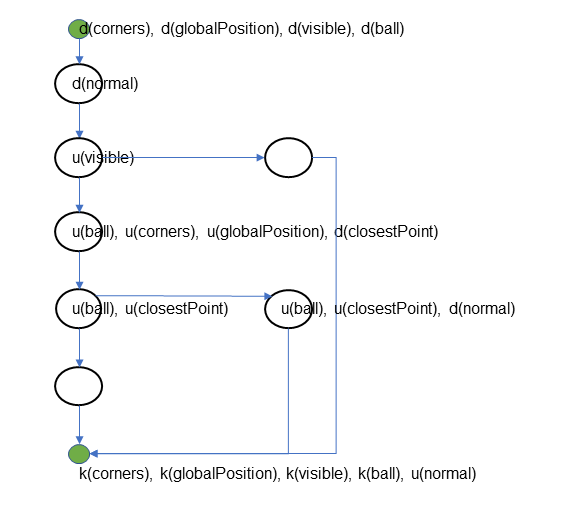 d(corners), d(globalPosition), d(visible), d(ball)
d(normal)
u(visible)
u(ball), u(corners), u(globalPosition), d(closestPoint)
u(ball), u(closestPoint)
u(ball), u(closestPoint), d(normal)
k(corners), k(globalPosition), k(visible), k(ball), u(normal)